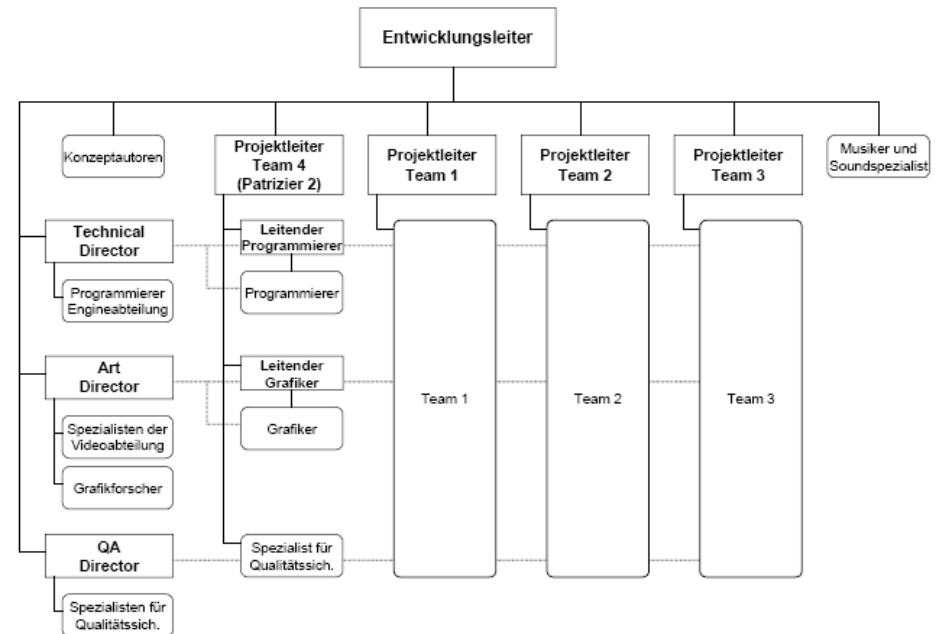 Entwicklungsleiter
Konzeptautoren
Projektleiter
Team 4
(Patrizier 2)
Projektleiter
Team 1
Projektleiter
Team 2
Projektleiter
Team 3
Musiker und
Soundspezialist
Technical
Director
Leitender
Programmierer
Programmierer
Engineabteilung
Programmierer
Art
Director
Leitender
Grafiker
Team 1
Team 2
Team 3
Spezialisten der
Videoabteilung
Grafiker
Grafikforscher
QA
Director
Spezialist für
Qualitätssich.
Spezialisten für
Qualitätssich.